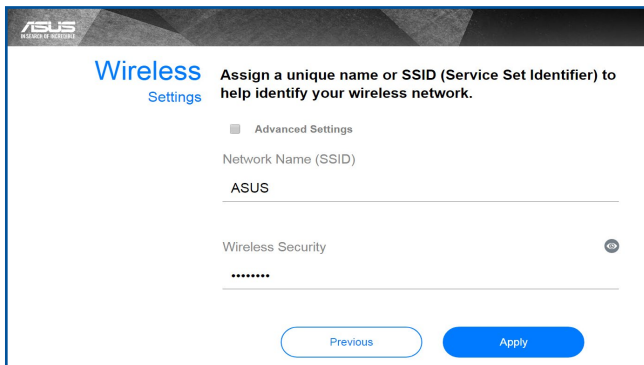 ASUS
IN SEARCH OF INCREDIBLE
Wireless
Settings
Assign a unique name or SSID (Service Set Identifier) to
help identify your wireless network.
Advanced Settings
Network Name (SSID)
ASUS
Wireless Security
••••••••
Previous
Apply